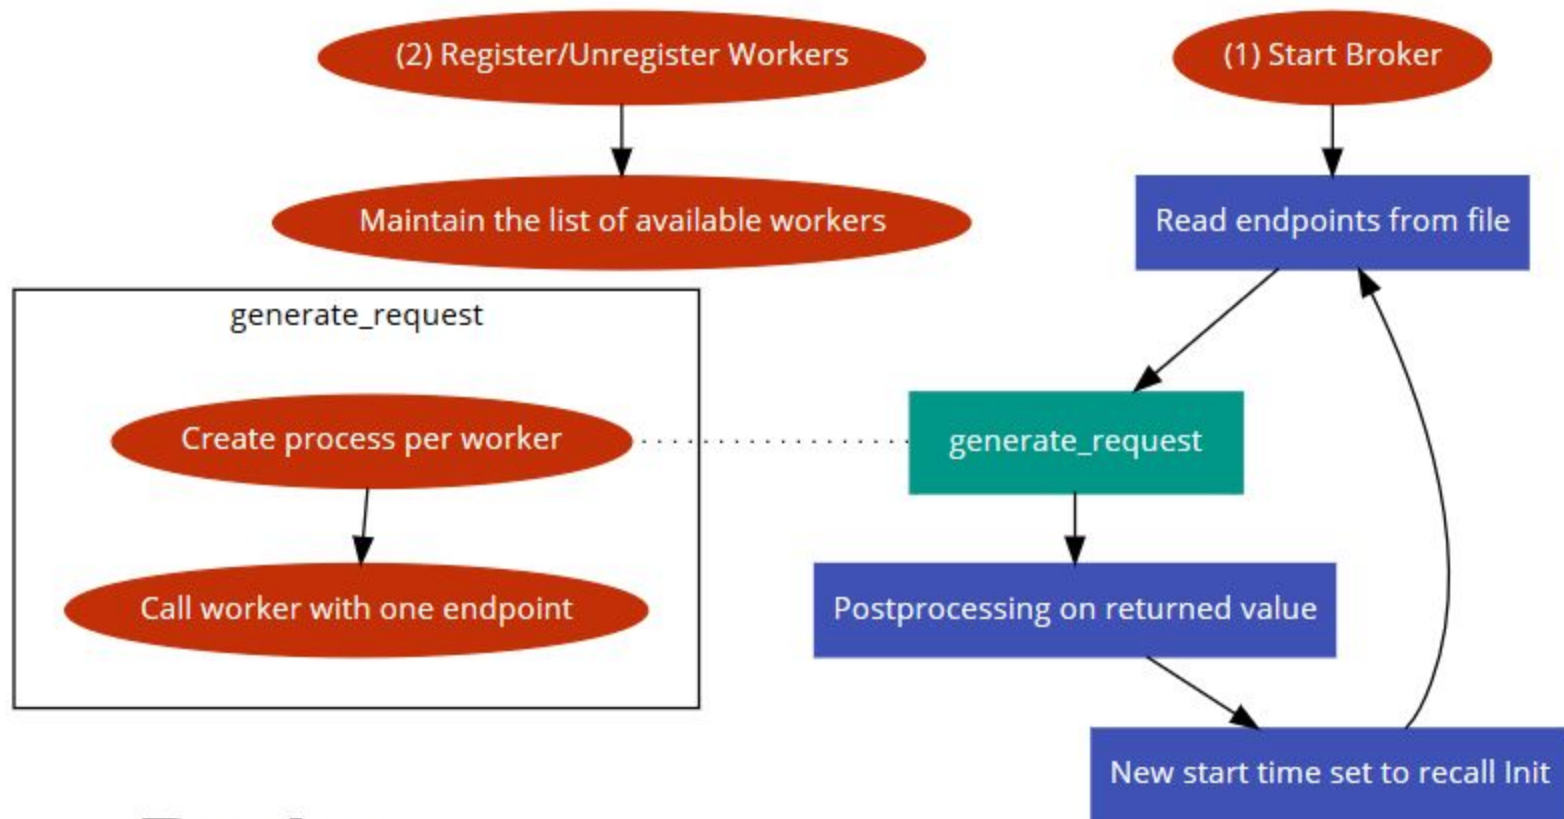 (2) Register/Unregister Workers
(1) Start Broker
Maintain the list of available workers
Read endpoints from file
generate_request
Create process per worker
generate_request
Call worker with one endpoint
Postprocessing on returned value
New start time set to recall Init